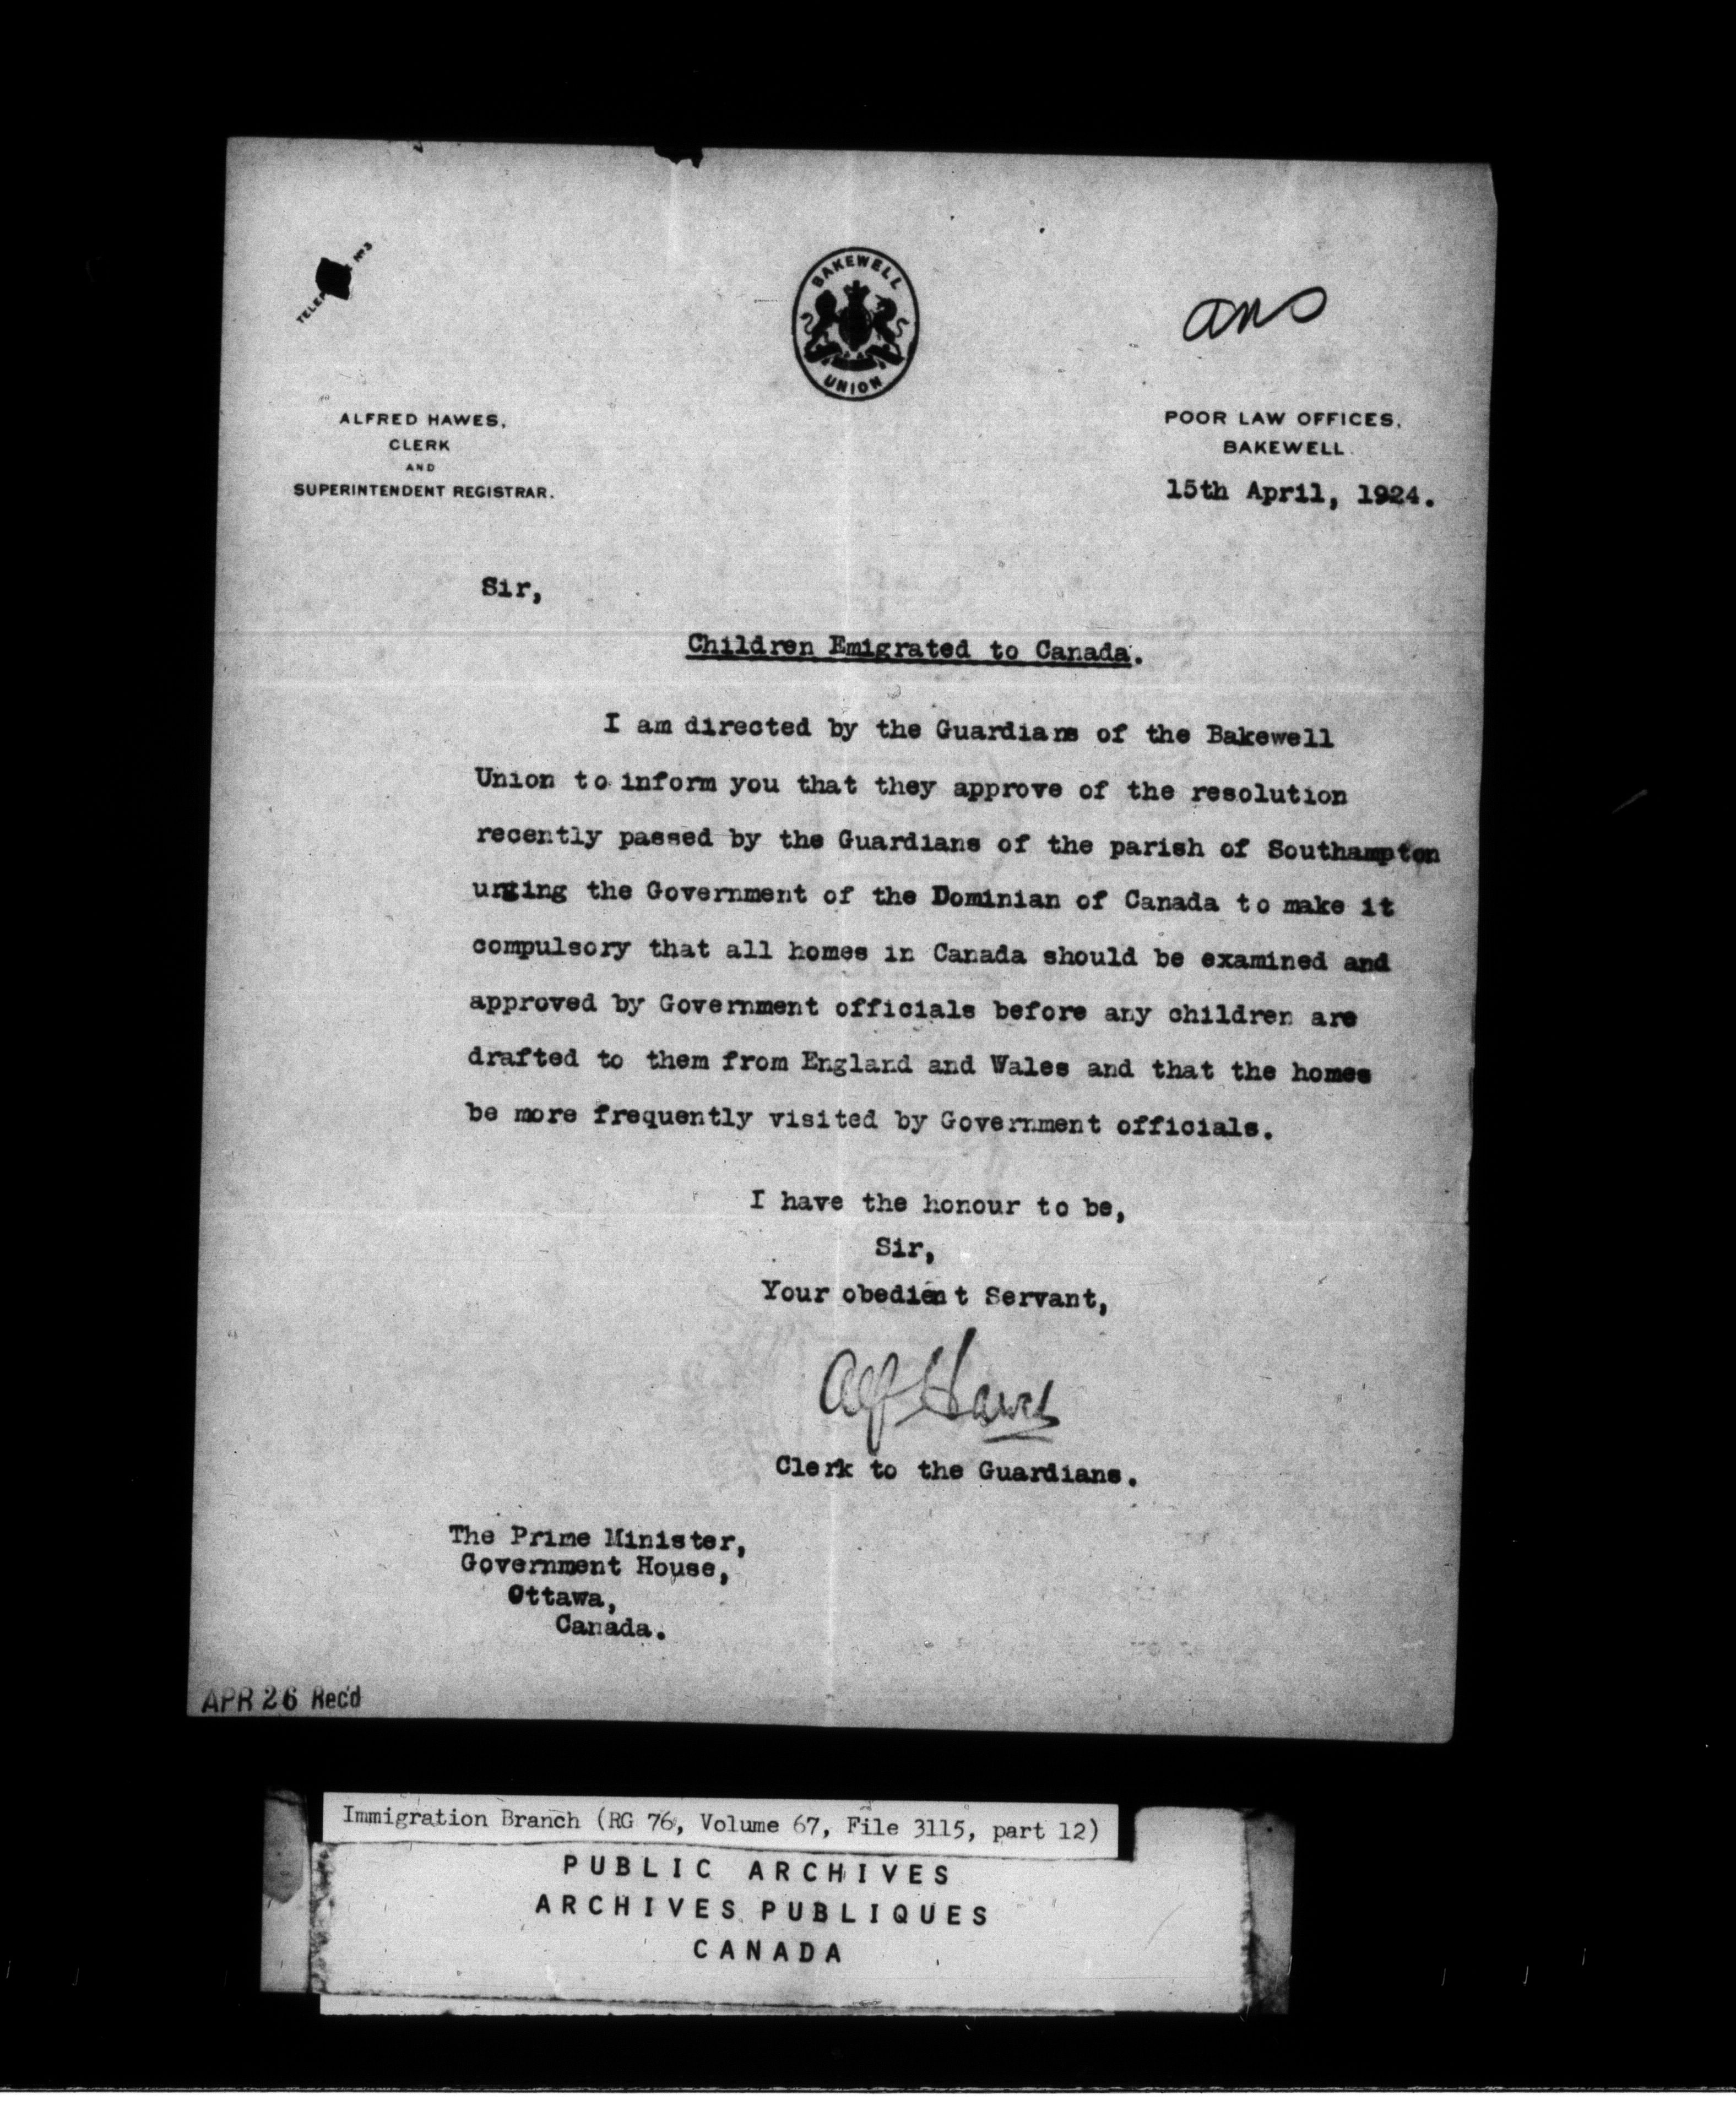 TELE Nº3
BAKEWELL
UNION
ans
ALFRED HAWES,
CLERK
AND
SUPERINTENDENT REGISTRAR.
POOR LAW OFFICES,
BAKEWELL.
15th April, 1924.
Sir,
Children Emigrated to Canada.
I am directed by the Guardians of the Bakewell
Union to inform you that they approve of the resolution
recently passed by the Guardians of the parish of Southampton
urging the Government of the Dominian of Canada to make it
compulsory that all homes in Canada should be examined and
approved by Government officials before any children are
drafted to them from England and Wales and that the homes
be more frequently visited by Government officials.
I have the honour to be,
Sir,
Your obedient Servant,
Alf Hawes
Clerk to the Guardians.
The Prime Minister,
Government House,
Ottawa,
Canada.
APR 26 Rec'd
Immigration Branch (RG 76, Volume 67, File 3115, part 12)
PUBLIC ARCHIVES
ARCHIVES PUBLIQUES
CANADA